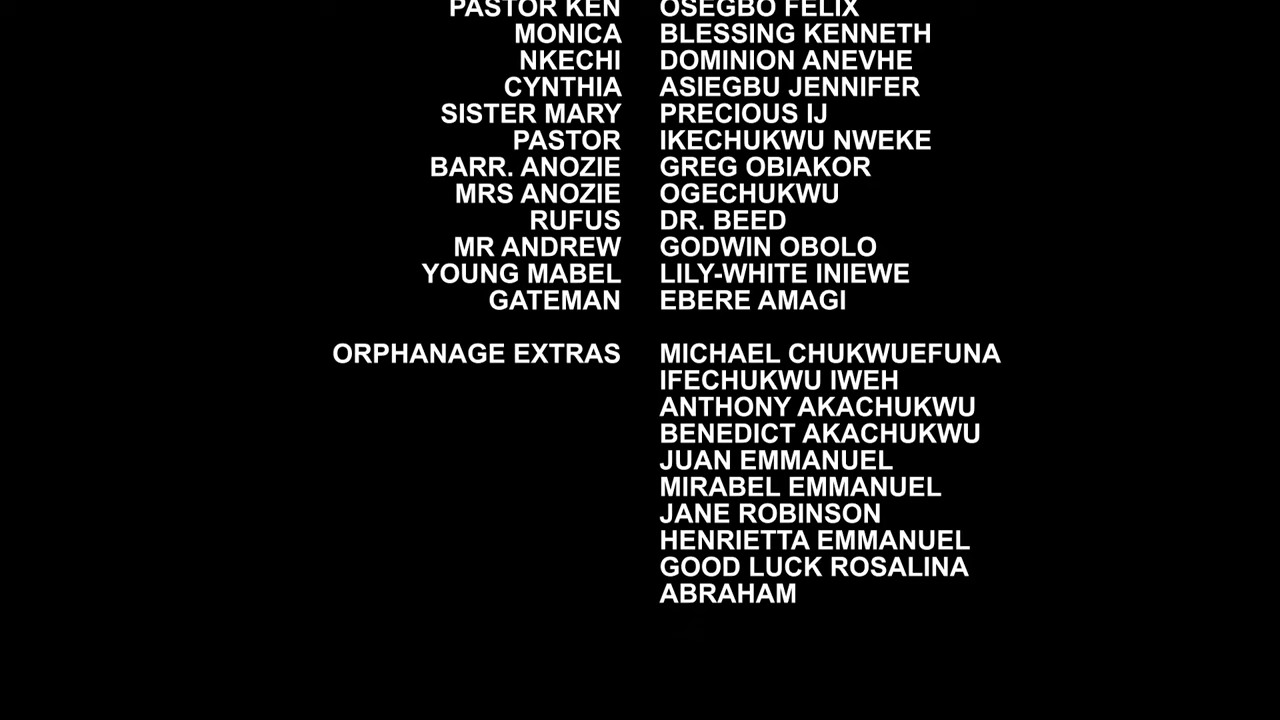 PASTOR KEN OSEGBO FELIX
MONICA BLESSING KENNETH
NKECHI DOMINION ANEVHE
CYNTHIA ASIEGBU JENNIFER
SISTER MARY PRECIOUS IJ
PASTOR IKECHUKWU NWEKE
BARR. ANOZIE GREG OBIAKOR
MRS ANOZIE OGECHUKWU
RUFUS DR. BEED
MR ANDREW GODWIN OBOLO
YOUNG MABEL LILY-WHITE INIEWE
GATEMAN EBERE AMAGI
ORPHANAGE EXTRAS MICHAEL CHUKWUEFUNA
IFECHUKWU IWEH
ANTHONY AKACHUKWU
BENEDICT AKACHUKWU
JUAN EMMANUEL
MIRABEL EMMANUEL
JANE ROBINSON
HENRIETTA EMMANUEL
GOOD LUCK ROSALINA
ABRAHAM